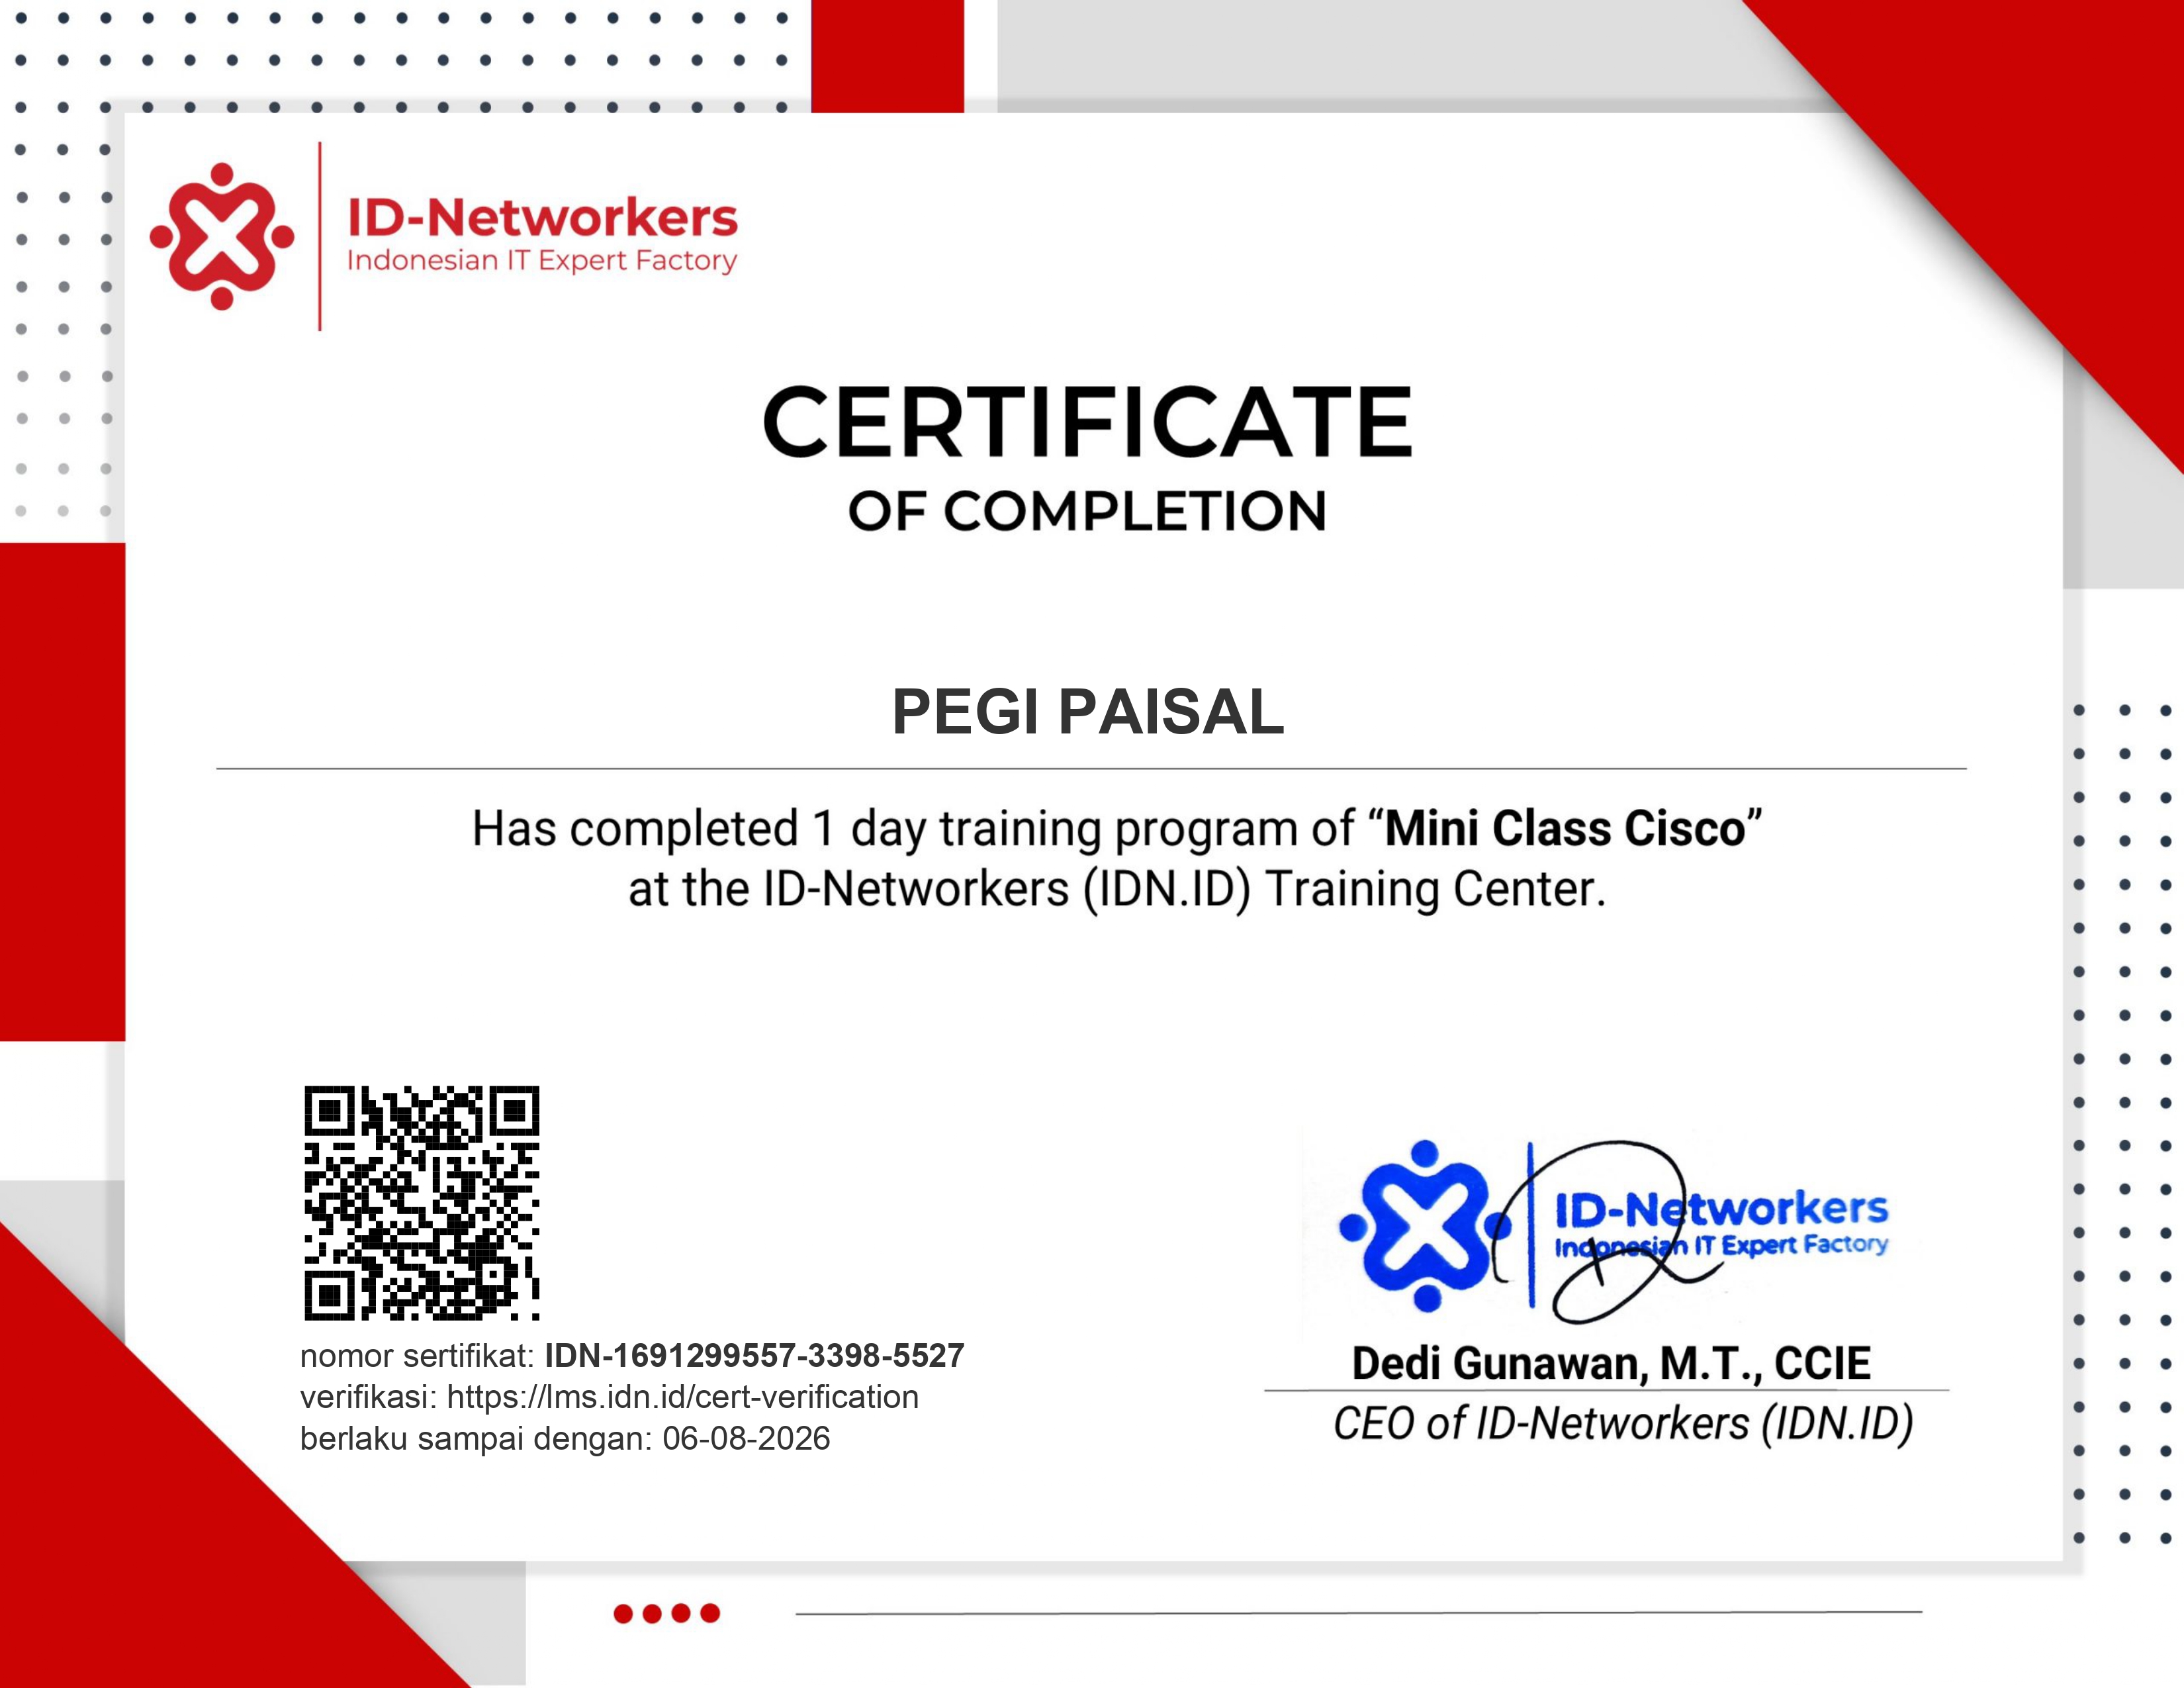 ID-Networkers
Indonesian IT Expert Factory
CERTIFICATE
OF COMPLETION
PEGI PAISAL
Has completed 1 day training program of “Mini Class Cisco”
at the ID-Networkers (IDN.ID) Training Center.
nomor sertifikat: IDN-1691299557-3398-5527
verifikasi: https://lms.idn.id/cert-verification
berlaku sampai dengan: 06-08-2026
ID-Networkers
Indonesian IT Expert Factory
Dedi Gunawan, M.T., CCIE
CEO of ID-Networkers (IDN.ID)